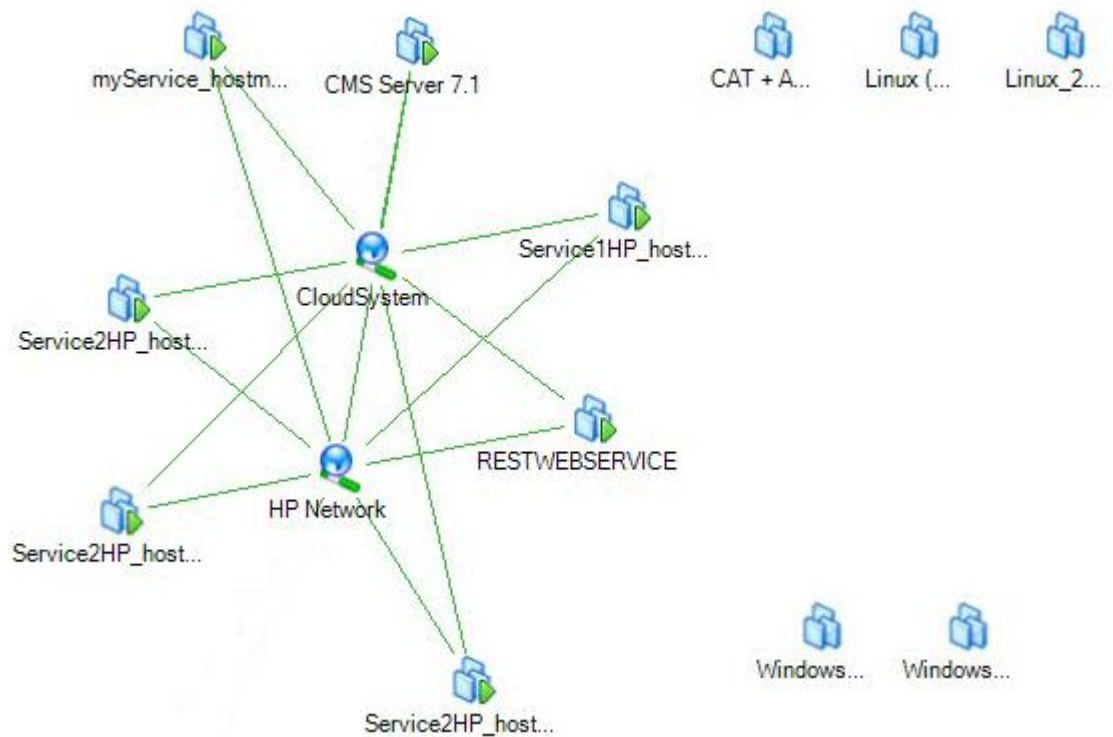 myService_hostm...
CMS Server 7.1
CAT + A...
Linux (...
Linux_2...
Service1HP_host...
CloudSystem
Service2HP_host...
RESTWEBSERVICE
HP Network
Service2HP_host...
Windows...
Windows...
Service2HP_host...